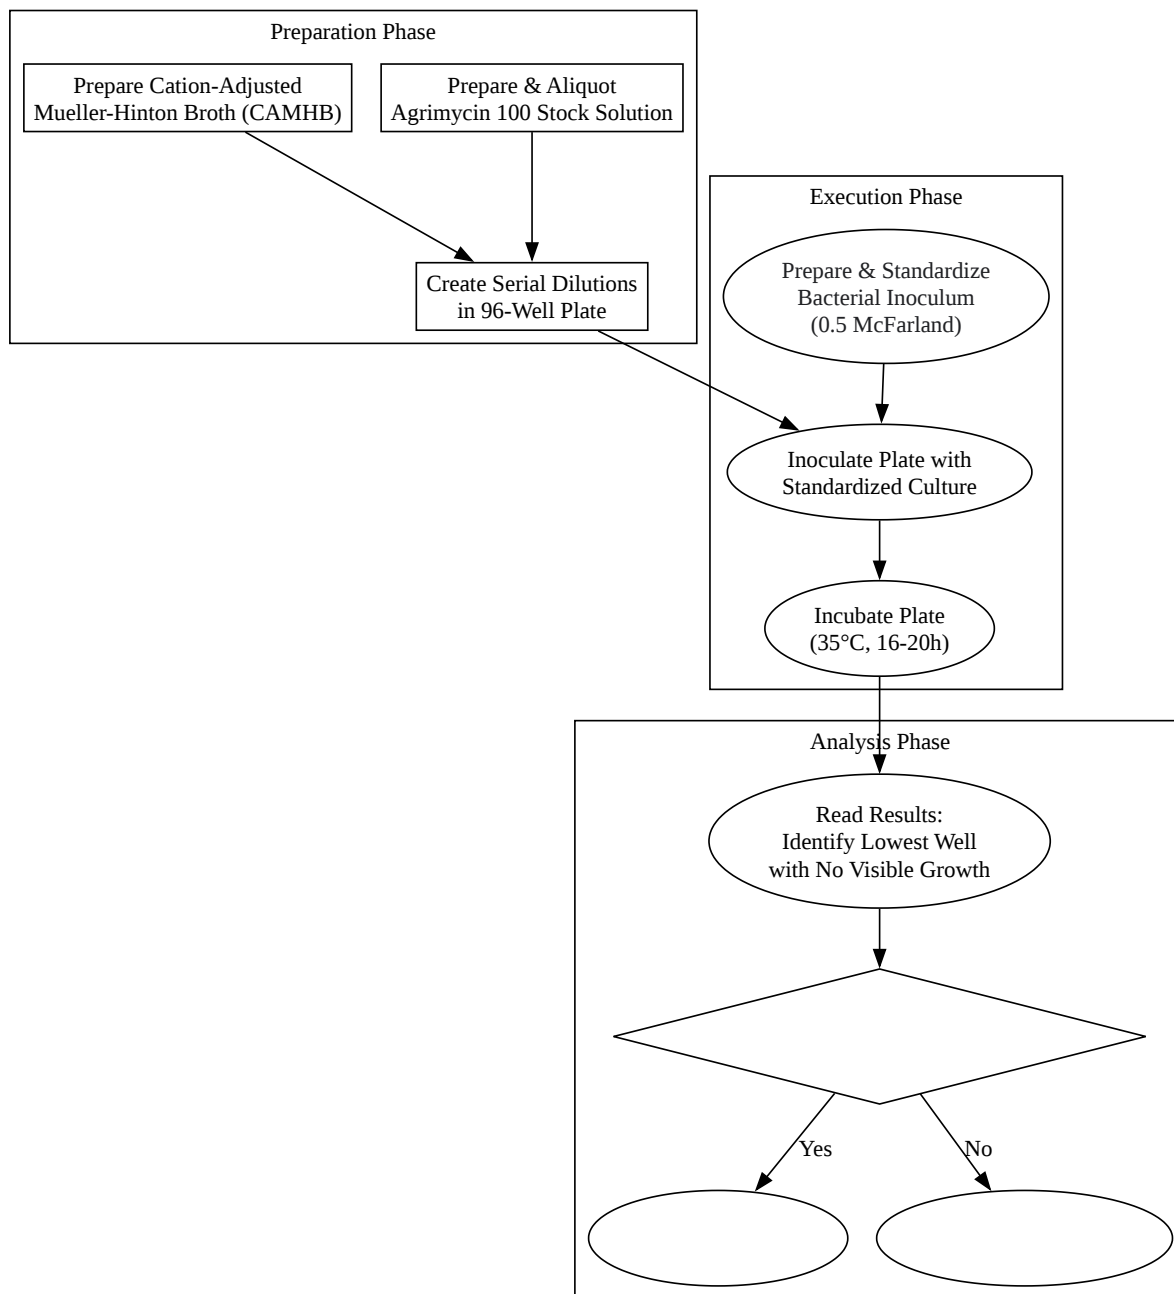 Preparation Phase
Prepare Cation-Adjusted
Mueller-Hinton Broth (CAMHB)
Prepare & Aliquot
Agrimycin 100 Stock Solution
Create Serial Dilutions
in 96-Well Plate
Execution Phase
Prepare & Standardize
Bacterial Inoculum
(0.5 McFarland)
Inoculate Plate with
Standardized Culture
Incubate Plate
(35°C, 16-20h)
Analysis Phase
Read Results:
Identify Lowest Well
with No Visible Growth
Yes
No